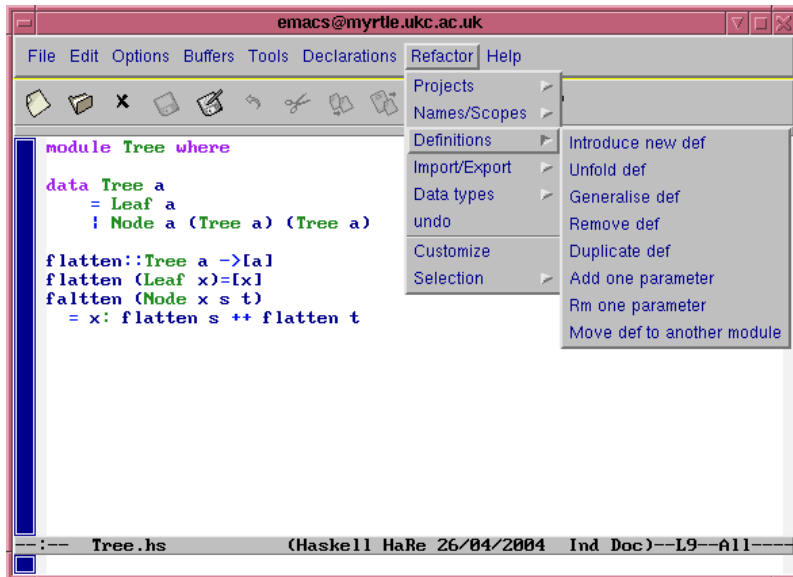 emacs@myrtle.ukc.ac.uk
File Edit Options Buffers Tools Declarations Refactor Help
Projects
Names/Scopes
Definitions
Import/Export
Data types
undo
Customize
Selection
Introduce new def
Unfold def
Generalise def
Remove def
Duplicate def
Add one parameter
Rm one parameter
Move def to another module
module Tree where
data Tree a
= Leaf a
| Node a (Tree a) (Tree a)
flatten::Tree a ->[a]
flatten (Leaf x)=[x]
faltten (Node x s t)
= x: flatten s ++ flatten t
--:-- Tree.hs (Haskell HaRe 26/04/2004 Ind Doc)--L9--All----